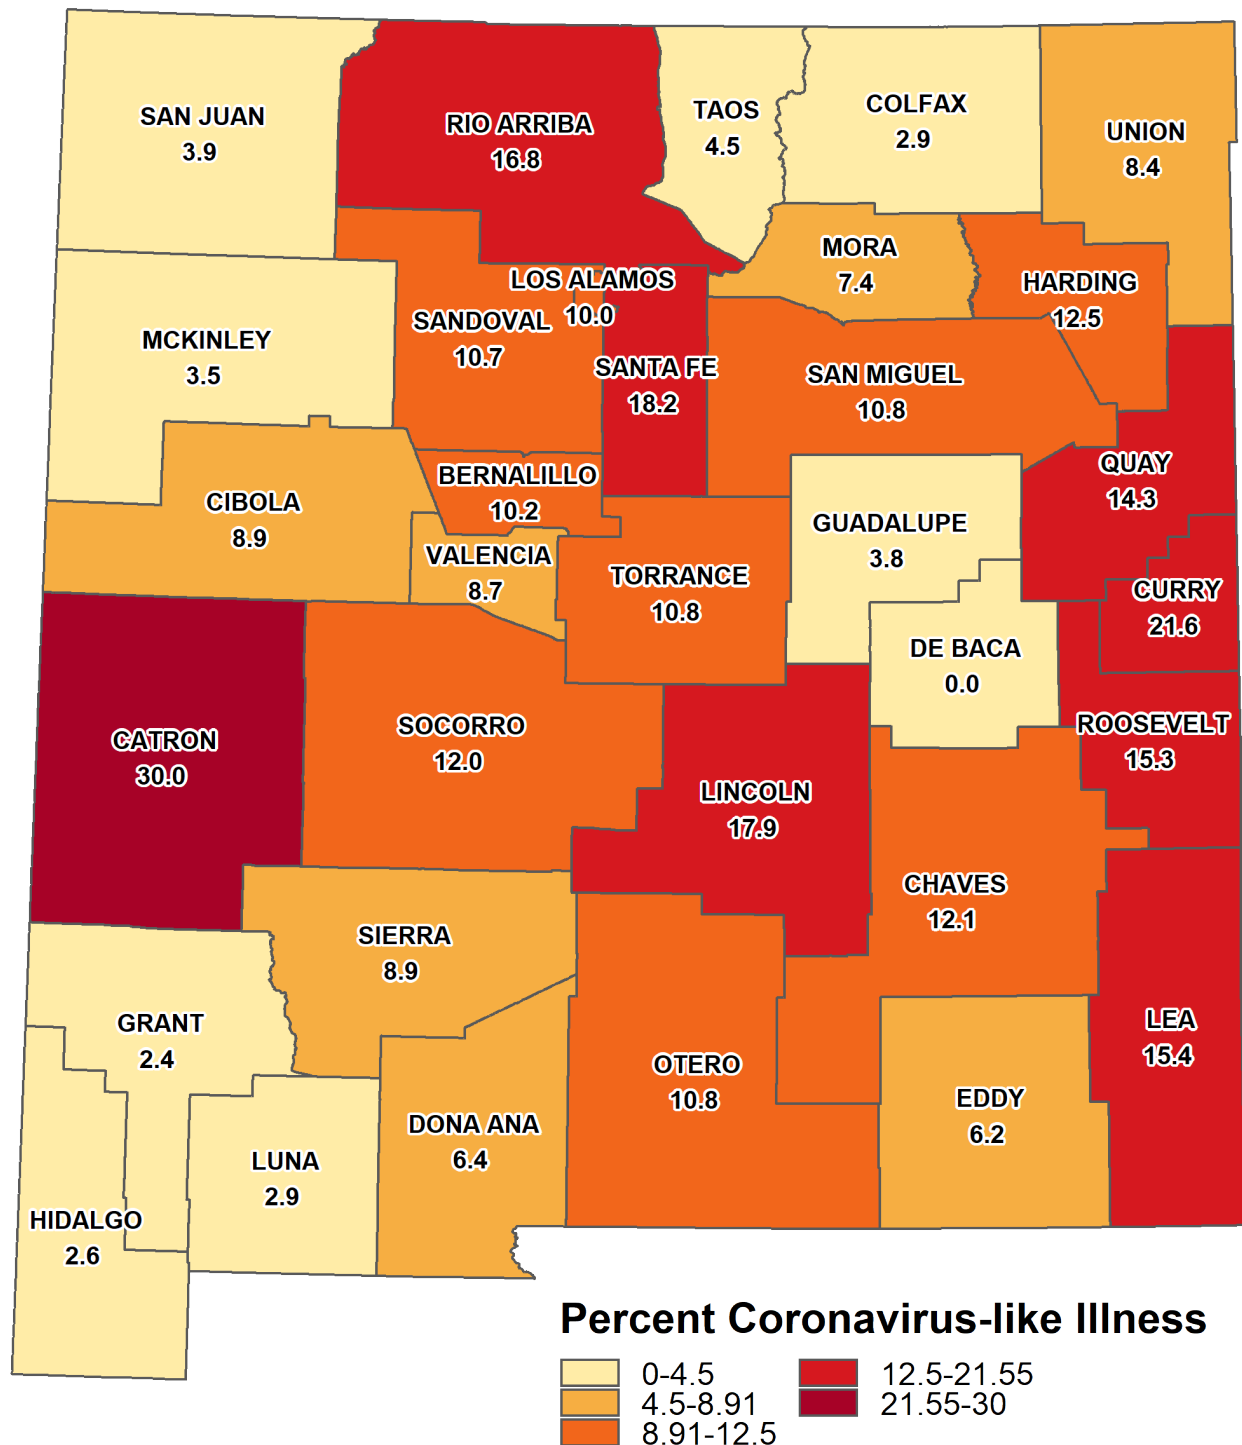 SAN JUAN
3.9
RIO ARRIBA
16.8
TAOS
4.5
COLFAX
2.9
UNION
8.4
MORA
7.4
HARDING
12.5
LOS ALAMOS
10.0
SANDOVAL
10.7
MCKINLEY
3.5
SANTA FE
18.2
SAN MIGUEL
10.8
QUAY
14.3
BERNALILLO
10.2
CIBOLA
8.9
GUADALUPE
3.8
VALENCIA
8.7
TORRANCE
10.8
CURRY
21.6
DE BACA
0.0
CATRON
30.0
SOCORRO
12.0
ROOSEVELT
15.3
LINCOLN
17.9
CHAVES
12.1
SIERRA
8.9
GRANT
2.4
LEA
15.4
OTERO
10.8
EDDY
6.2
DONA ANA
6.4
LUNA
2.9
HIDALGO
2.6
Percent Coronavirus-like Illness
0-4.5
4.5-8.91
8.91-12.5
12.5-21.55
21.55-30